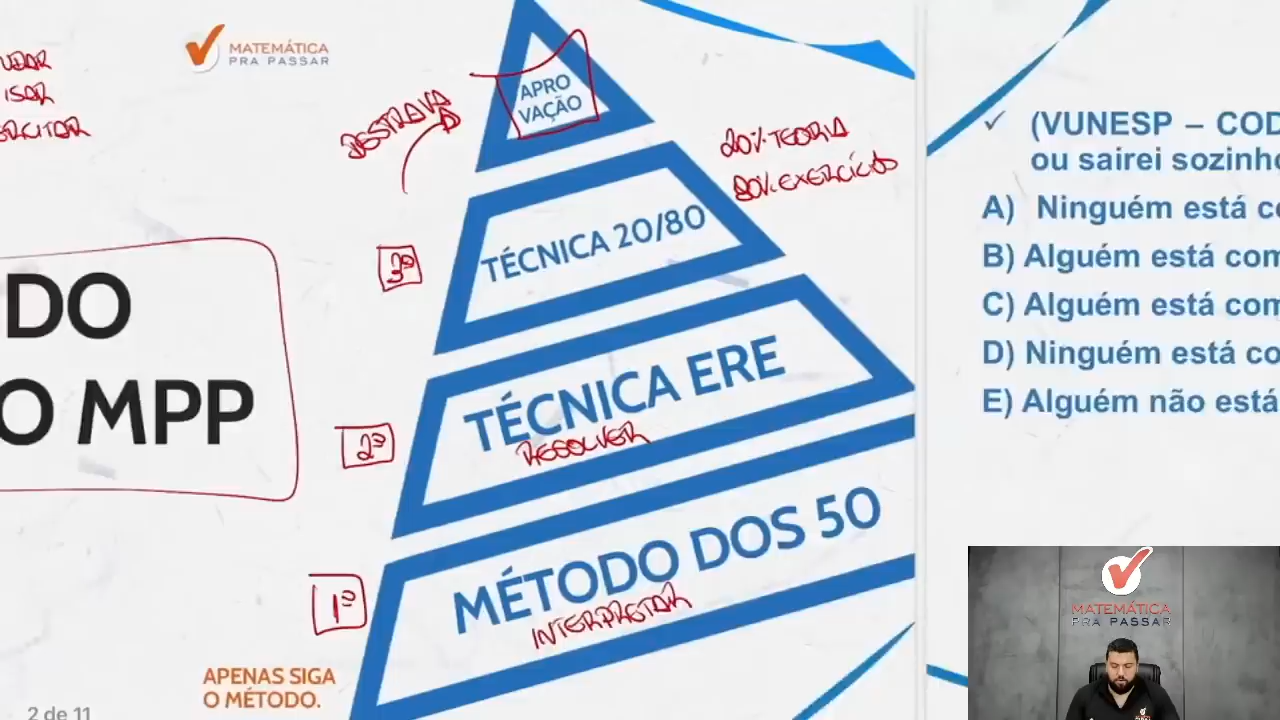 MATEMÁTICA
PRA PASSAR
DO
O MPP
APRO
VAÇÃO
DESTRAVA
20% TEORIA
80% EXERCÍCIO
TÉCNICA 20/80
3º
TÉCNICA ERE
RESOLVER
2º
MÉTODO DOS 50
INTERPRETAR
1º
APENAS SIGA
O MÉTODO.
2 de 11
✓ (VUNESP – COD
ou sairei sozinho
A) Ninguém está co
B) Alguém está com
C) Alguém está com
D) Ninguém está co
E) Alguém não está
MATEMÁTICA
PRA PASSAR